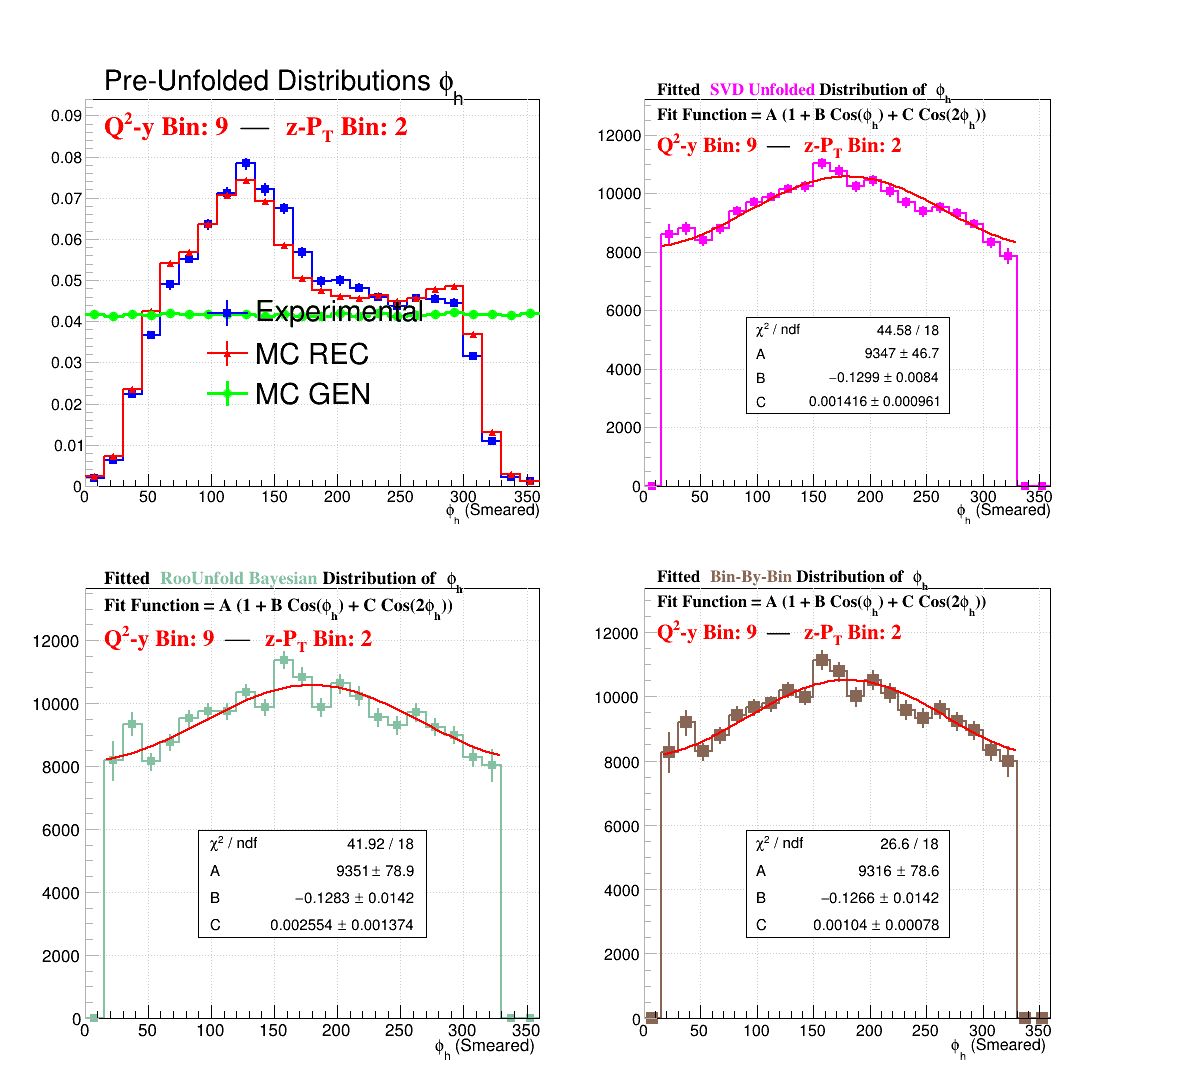 Pre-Unfolded Distributions ϕh
Q²-y Bin: 9 — z-PT Bin: 2
0.09
0.08
0.07
0.06
0.05
0.04
0.03
0.02
0.01
0
Experimental
MC REC
MC GEN
0 50 100 150 200 250 300 350
ϕh (Smeared)
Fitted SVD Unfolded Distribution of ϕh
Fit Function = A (1 + B Cos(ϕh) + C Cos(2ϕh))
Q²-y Bin: 9 — z-PT Bin: 2
12000
10000
8000
6000
4000
2000
0
χ² / ndf 44.58 / 18
A 9347 ± 46.7
B −0.1299 ± 0.0084
C 0.001416 ± 0.000961
0 50 100 150 200 250 300 350
ϕh (Smeared)
Fitted RooUnfold Bayesian Distribution of ϕh
Fit Function = A (1 + B Cos(ϕh) + C Cos(2ϕh))
Q²-y Bin: 9 — z-PT Bin: 2
12000
10000
8000
6000
4000
2000
0
χ² / ndf 41.92 / 18
A 9351 ± 78.9
B −0.1283 ± 0.0142
C 0.002554 ± 0.001374
0 50 100 150 200 250 300 350
ϕh (Smeared)
Fitted Bin-By-Bin Distribution of ϕh
Fit Function = A (1 + B Cos(ϕh) + C Cos(2ϕh))
Q²-y Bin: 9 — z-PT Bin: 2
12000
10000
8000
6000
4000
2000
0
χ² / ndf 26.6 / 18
A 9316 ± 78.6
B −0.1266 ± 0.0142
C 0.00104 ± 0.00078
0 50 100 150 200 250 300 350
ϕh (Smeared)